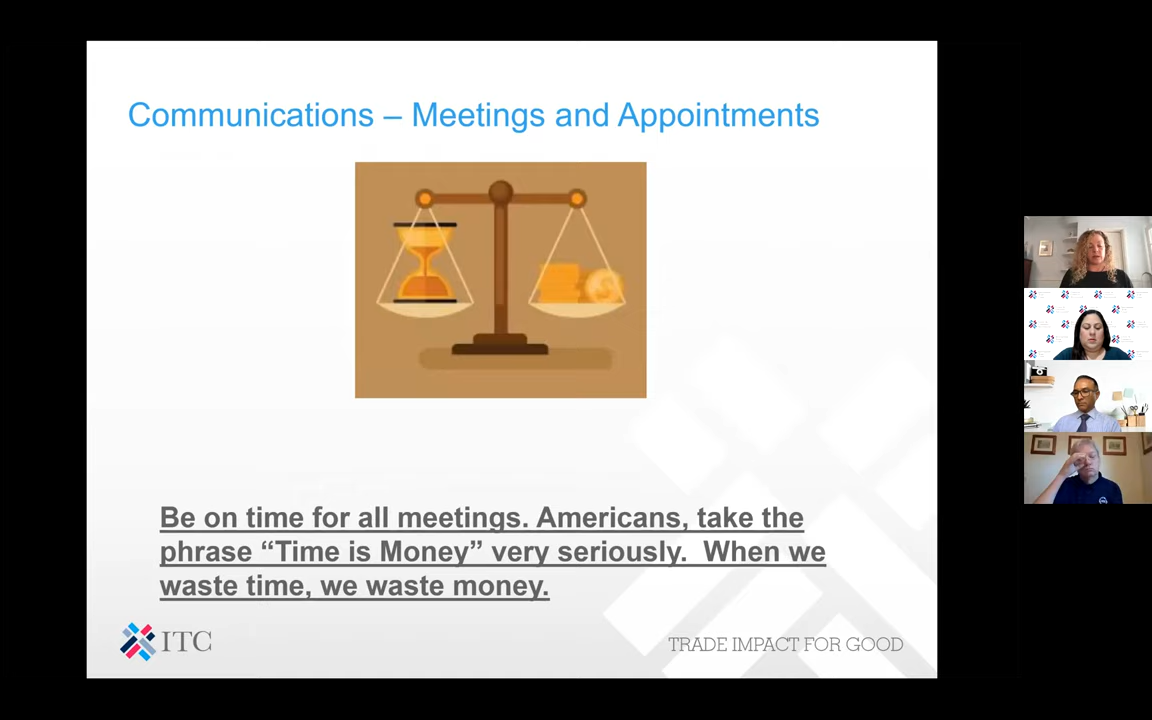 Communications – Meetings and Appointments
Be on time for all meetings. Americans, take the
phrase “Time is Money” very seriously.  When we
waste time, we waste money.
ITC
TRADE IMPACT FOR GOOD